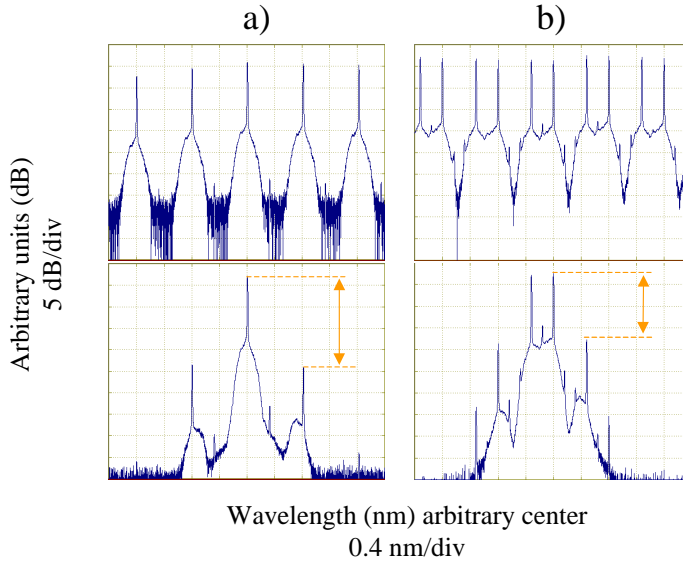 a)
b)
Arbitrary units (dB)
5 dB/div
Wavelength (nm) arbitrary center
0.4 nm/div